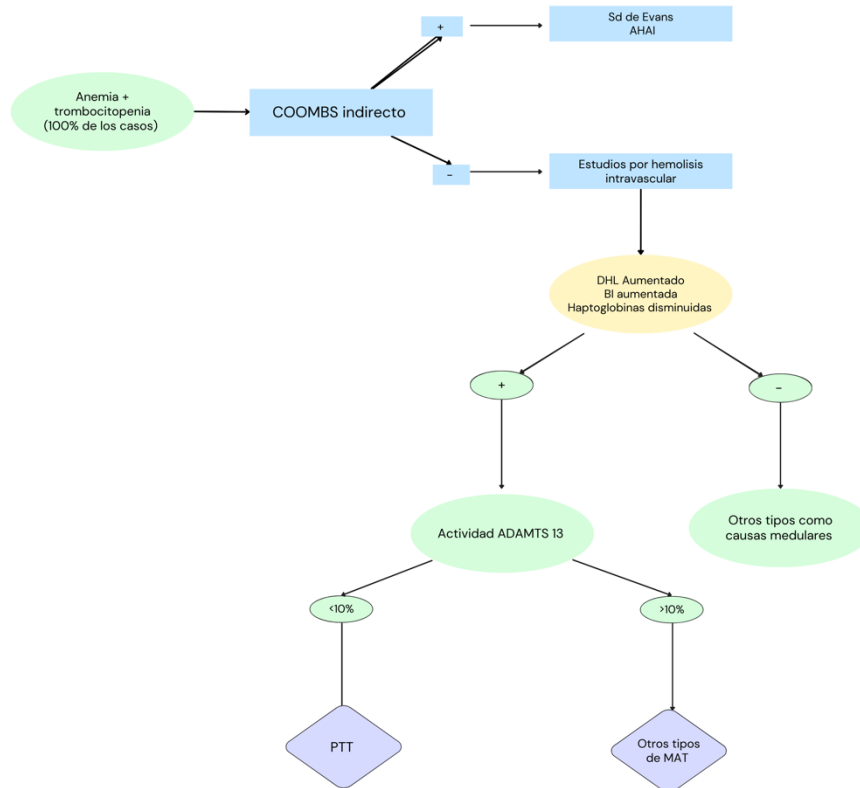 +
Sd de Evans
AHAI
Anemia +
trombocitopenia
(100% de los casos)
COOMBS indirecto
-
Estudios por hemolisis
intravascular
DHL Aumentado
BI aumentada
Haptoglobinas disminuidas
+
-
Actividad ADAMTS 13
Otros tipos como
causas medulares
<10%
>10%
PTT
Otros tipos
de MAT